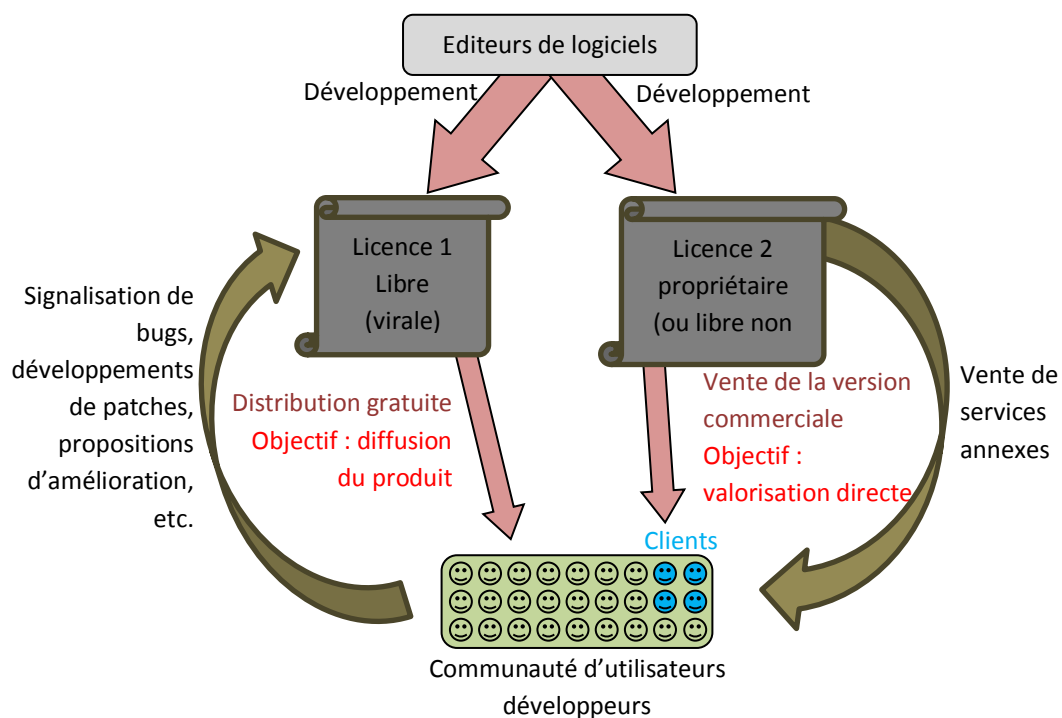 Editeurs de logiciels
Développement
Développement
Licence 1
Libre
(virale)
Licence 2
propriétaire
(ou libre non
Signalisation de
bugs,
développements
de patches,
propositions
d’amélioration,
etc.
Distribution gratuite
Objectif : diffusion
du produit
Vente de la version
commerciale
Objectif :
valorisation directe
Vente de
services
annexes
Clients
Communauté d’utilisateurs
développeurs